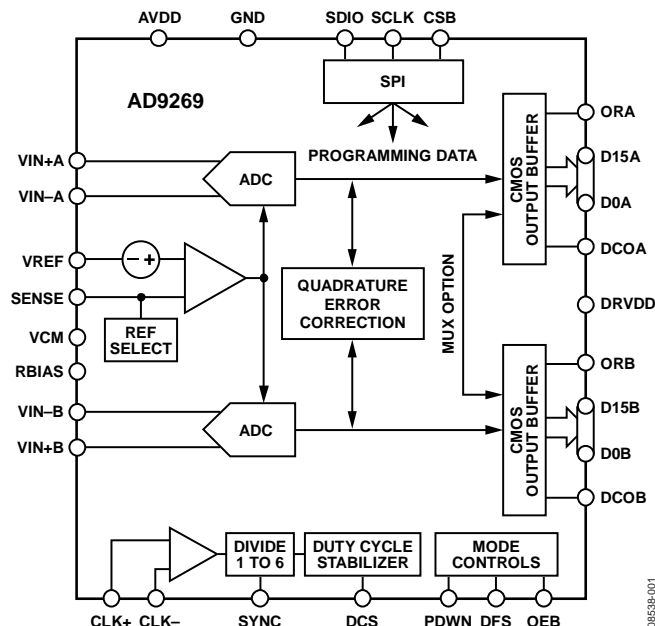 AVDD GND SDIO SCLK CSB
SPI
AD9269
PROGRAMMING DATA
VIN+A
VIN–A
ADC
CMOS
OUTPUT BUFFER
ORA
D15A
D0A
DCOA
VREF
– +
SENSE
REF
SELECT
VCM
RBIAS
QUADRATURE
ERROR
CORRECTION
MUX OPTION
DRVDD
VIN–B
VIN+B
ADC
CMOS
OUTPUT BUFFER
ORB
D15B
D0B
DCOB
DIVIDE
1 TO 6
DUTY CYCLE
STABILIZER
MODE
CONTROLS
CLK+ CLK– SYNC DCS PDWN DFS OEB
08538-001